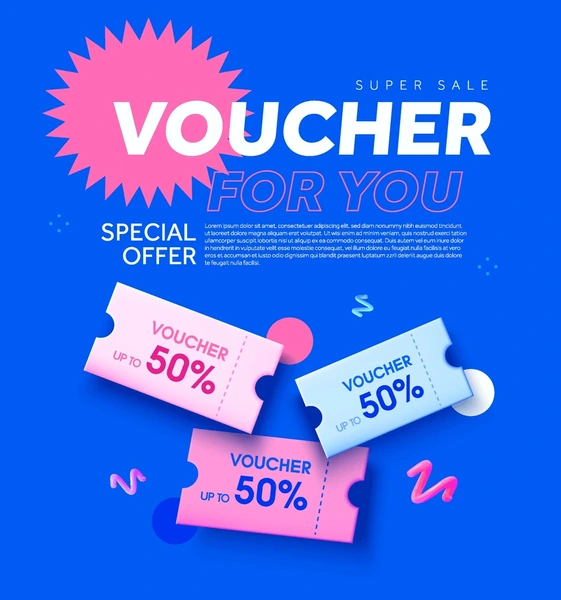 SUPER SALE
VOUCHER
FOR YOU
SPECIAL
OFFER
Lorem ipsum dolor sit amet, consectetuer adipiscing elit, sed diam nonummy nibh euismod tincidunt
ut laoreet dolore magna aliquam erat volutpat. Ut wisi enim ad minim veniam, quis nostrud exerci tation
ullamcorper suscipit lobortis nisl ut aliquip ex ea commodo consequat. Duis autem vel eum iriure dolor
in hendrerit in vulputate velit esse molestie consequat, vel illum dolore eu feugiat nulla facilisis at vero
eros et accumsan et iusto odio dignissim qui blandit praesent luptatum zzril delenit augue duis dolore
te feugait nulla facilisi.
VOUCHER
UP TO 50%
VOUCHER
UP TO 50%
VOUCHER
UP TO 50%